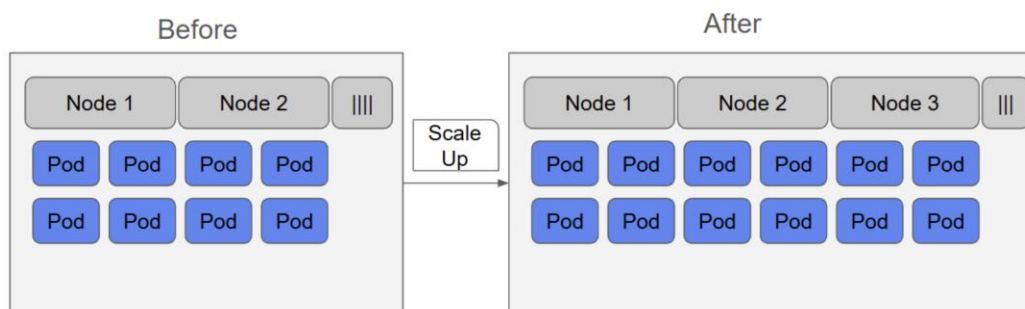 Before
After
Node 1 Node 2 ||||
Scale
Up
Node 1 Node 2 Node 3 |||
Pod Pod Pod Pod
Pod Pod Pod Pod
Pod Pod Pod Pod Pod Pod
Pod Pod Pod Pod Pod Pod